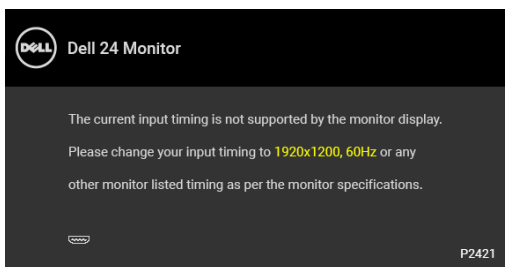 DELL
Dell 24 Monitor
The current input timing is not supported by the monitor display.
Please change your input timing to 1920x1200, 60Hz or any
other monitor listed timing as per the monitor specifications.
P2421